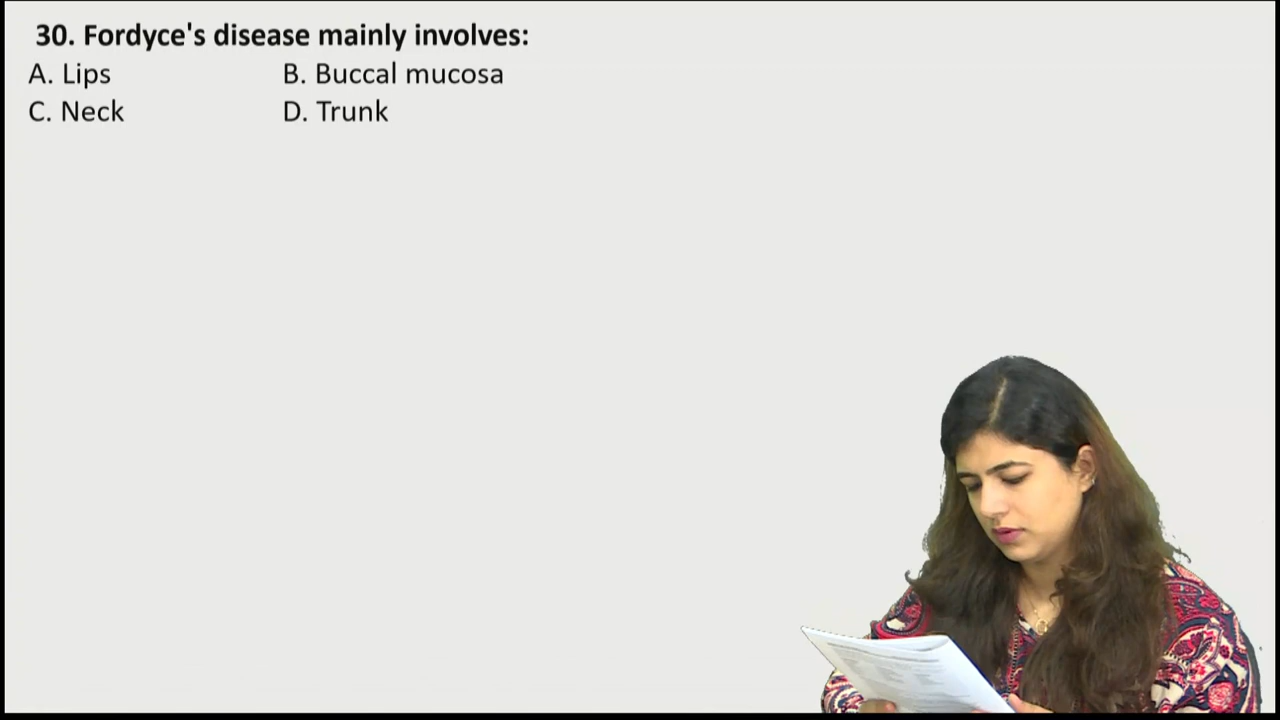 30. Fordyce's disease mainly involves:
A. Lips B. Buccal mucosa
C. Neck D. Trunk